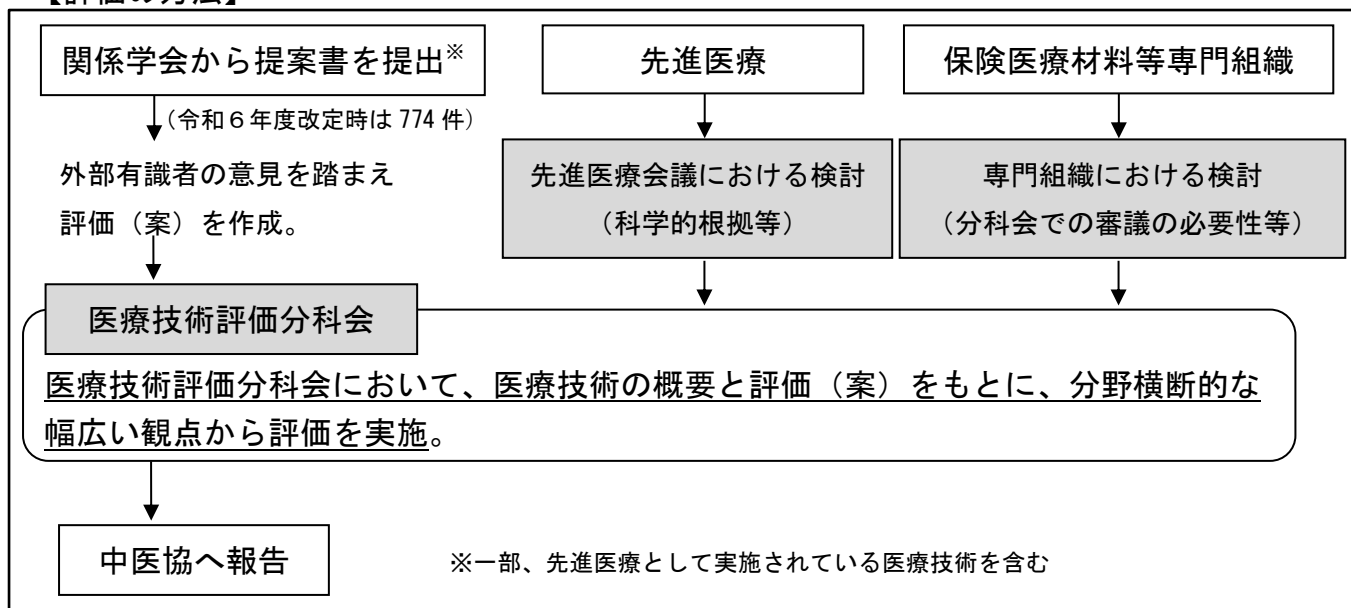 【評価の方法】
関係学会から提案書を提出※
先進医療
保険医療材料等専門組織
（令和６年度改定時は 774 件）
外部有識者の意見を踏まえ
評価（案）を作成。
先進医療会議における検討
（科学的根拠等）
専門組織における検討
（分科会での審議の必要性等）
医療技術評価分科会
医療技術評価分科会において、医療技術の概要と評価（案）をもとに、分野横断的な
幅広い観点から評価を実施。
中医協へ報告
※一部、先進医療として実施されている医療技術を含む